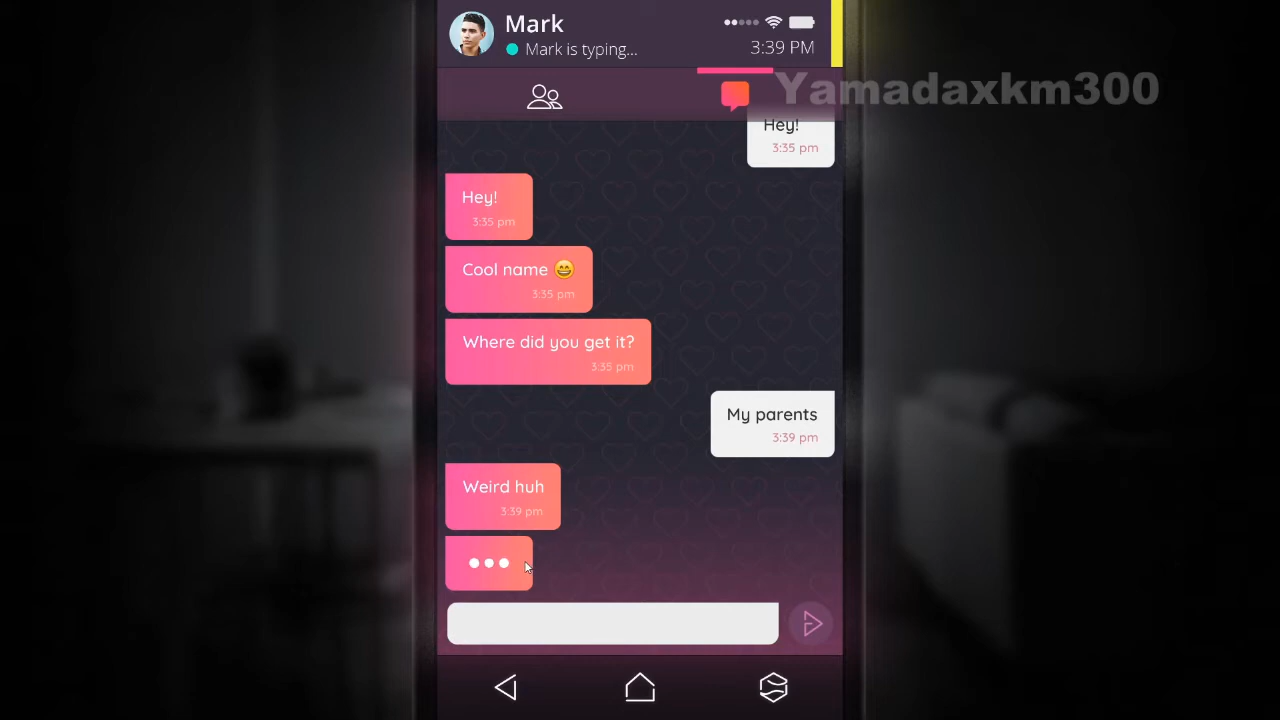 Mark
Mark is typing...
3:39 PM
Yamadaxkm300
Hey!
3:35 pm
Hey!
3:35 pm
Cool name 😄
3:35 pm
Where did you get it?
3:35 pm
My parents
3:39 pm
Weird huh
3:39 pm